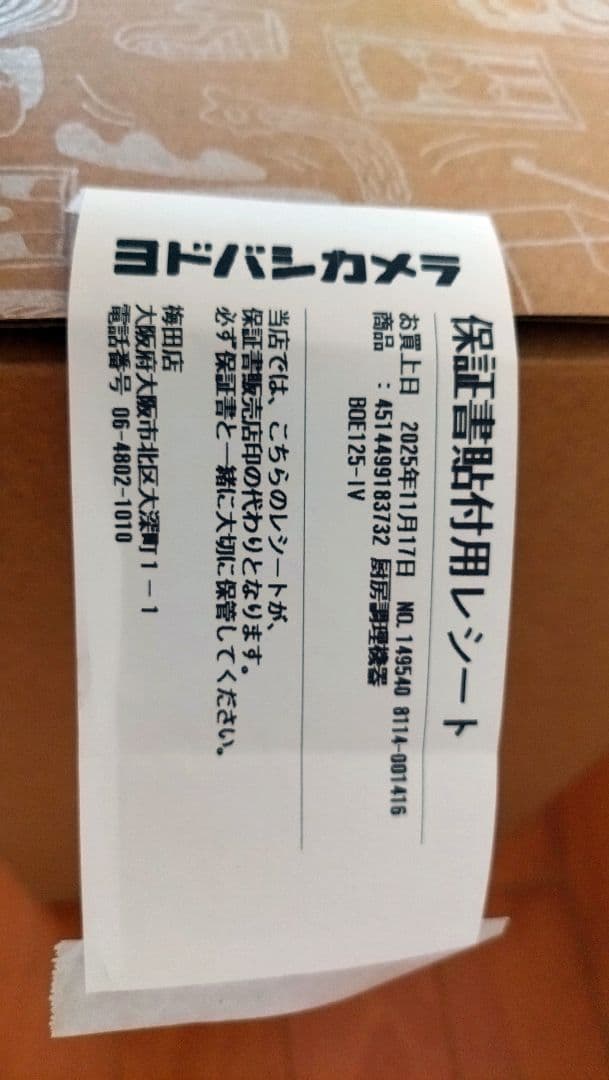 保証書貼付用レシート
お買上日 2025年11月17日 NO.149540 8114-001416
商品 :4514499183732 厨房調理機器
BOE125-IV
当店では、こちらのレシートが、
保証書販売店印の代わりとなります。
必ず保証書と一緒に大切に保管してください。
ヨドバシカメラ
梅田店
大阪府大阪市北区大深町1-1
電話番号 06-4802-1010